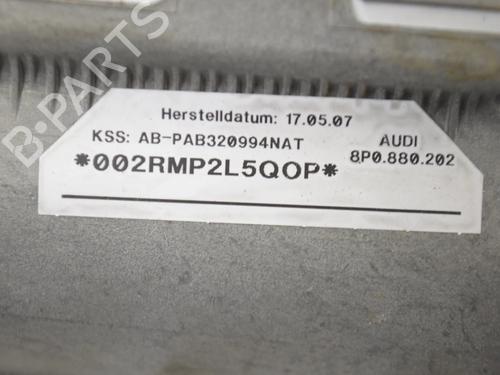 B-Parts
Herstelldatum: 17.05.07
KSS: AB-PAB320994NAT AUDI
*002RMP2L5QOP* 8P0.880.202